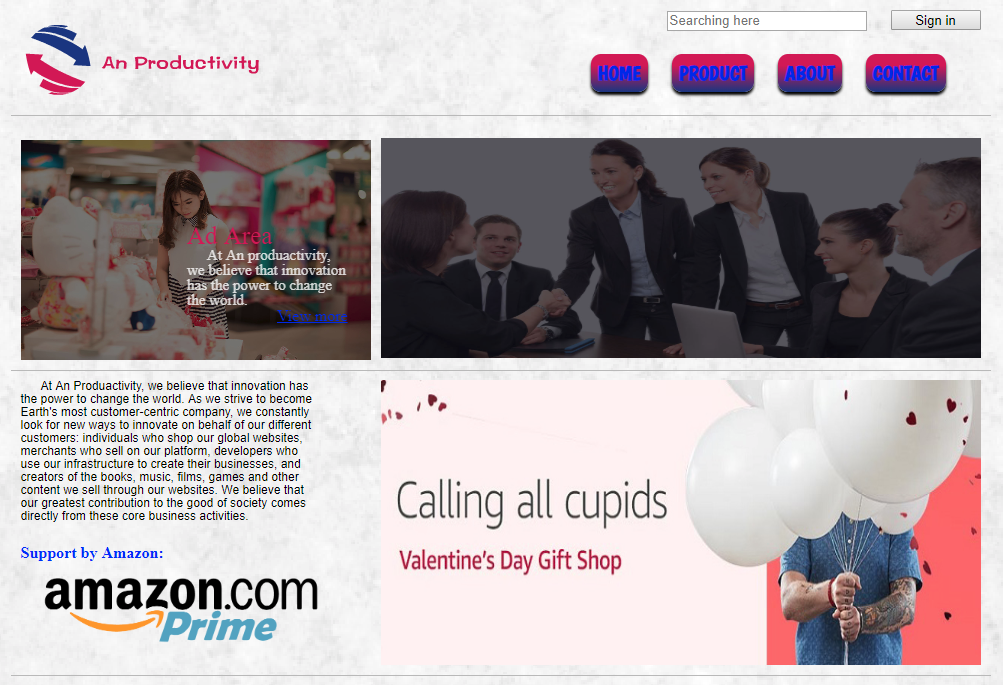 Searching here
Sign in
An Productivity
HOME
PRODUCT
ABOUT
CONTACT
Ad Area
At An productivity,
we believe that innovation
has the power to change
the world.
View more
At An Produactivity, we believe that innovation has
the power to change the world. As we strive to become
Earth's most customer-centric company, we constantly
look for new ways to innovate on behalf of our different
customers: individuals who shop our global websites,
merchants who sell on our platform, developers who
use our infrastructure to create their businesses, and
creators of the books, music, films, games and other
content we sell through our websites. We believe that
our greatest contribution to the good of society comes
directly from these core business activities.
Support by Amazon:
amazon.com
Prime
Calling all cupids
Valentine's Day Gift Shop